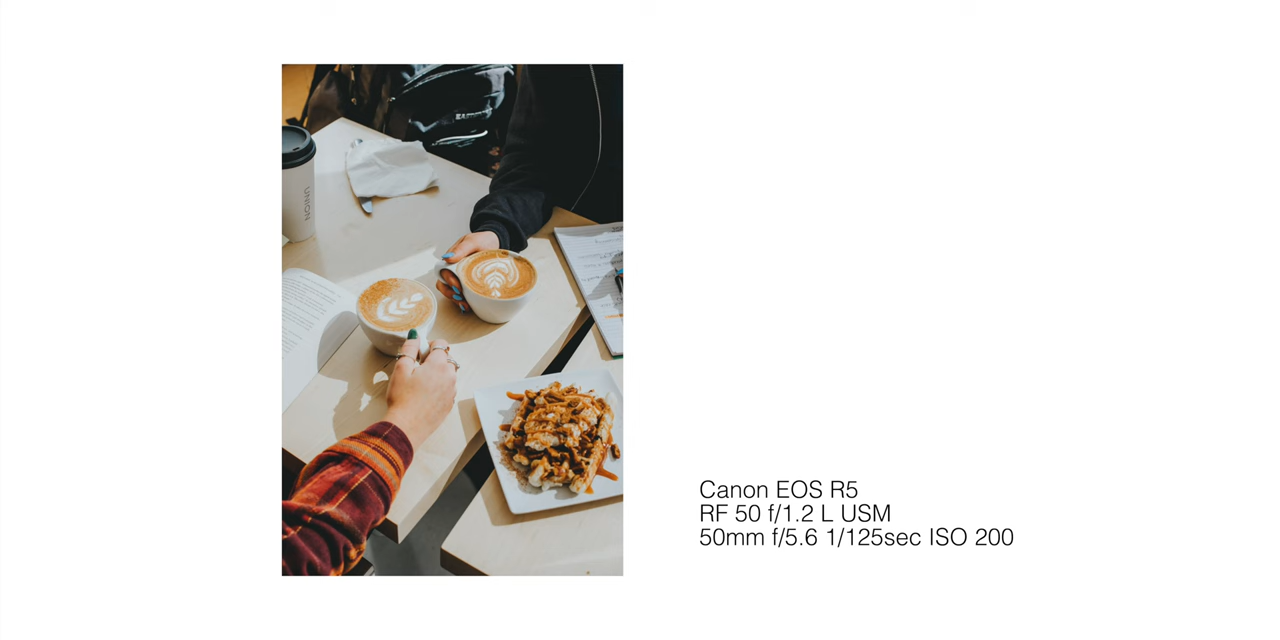 UNION
Canon EOS R5
RF 50 f/1.2 L USM
50mm f/5.6 1/125sec ISO 200